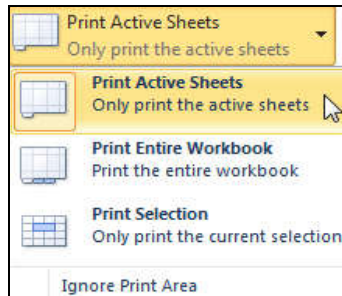 Print Active Sheets
Only print the active sheets
Print Active Sheets
Only print the active sheets
Print Entire Workbook
Print the entire workbook
Print Selection
Only print the current selection
Ignore Print Area